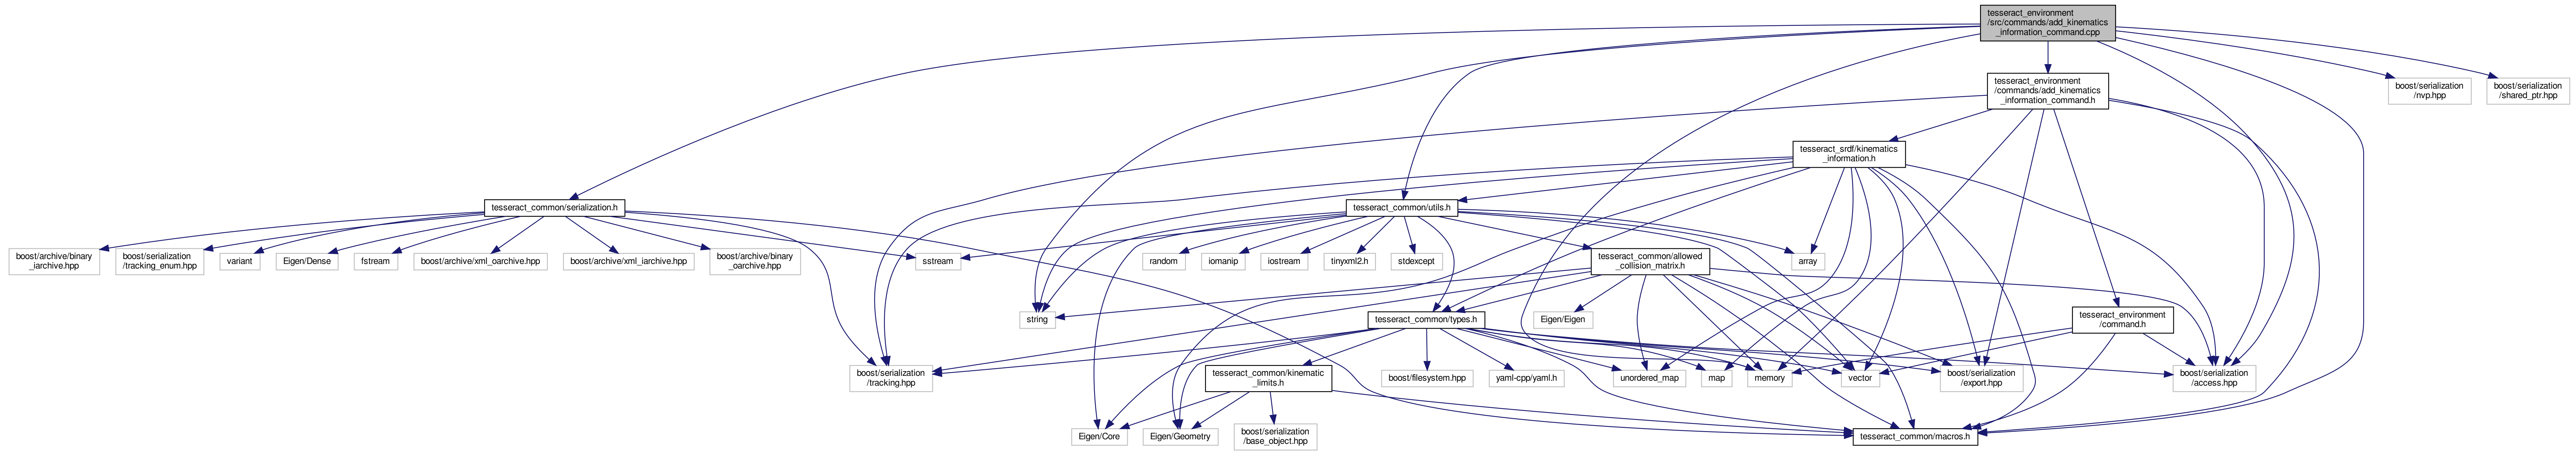 tesseract_environment
/src/commands/add_kinematics
_information_command.cpp
tesseract_environment
/commands/add_kinematics
_information_command.h
boost/serialization
/nvp.hpp
boost/serialization
/shared_ptr.hpp
tesseract_srdf/kinematics
_information.h
tesseract_common/serialization.h
tesseract_common/utils.h
boost/archive/binary
_iarchive.hpp
boost/serialization
/tracking_enum.hpp
variant
Eigen/Dense
fstream
boost/archive/xml_oarchive.hpp
boost/archive/xml_iarchive.hpp
boost/archive/binary
_oarchive.hpp
sstream
random
iomanip
iostream
tinyxml2.h
stdexcept
tesseract_common/allowed
_collision_matrix.h
array
string
tesseract_common/types.h
Eigen/Eigen
tesseract_environment
/command.h
boost/serialization
/tracking.hpp
tesseract_common/kinematic
_limits.h
boost/filesystem.hpp
yaml-cpp/yaml.h
unordered_map
map
memory
vector
boost/serialization
/export.hpp
boost/serialization
/access.hpp
Eigen/Core
Eigen/Geometry
boost/serialization
/base_object.hpp
tesseract_common/macros.h